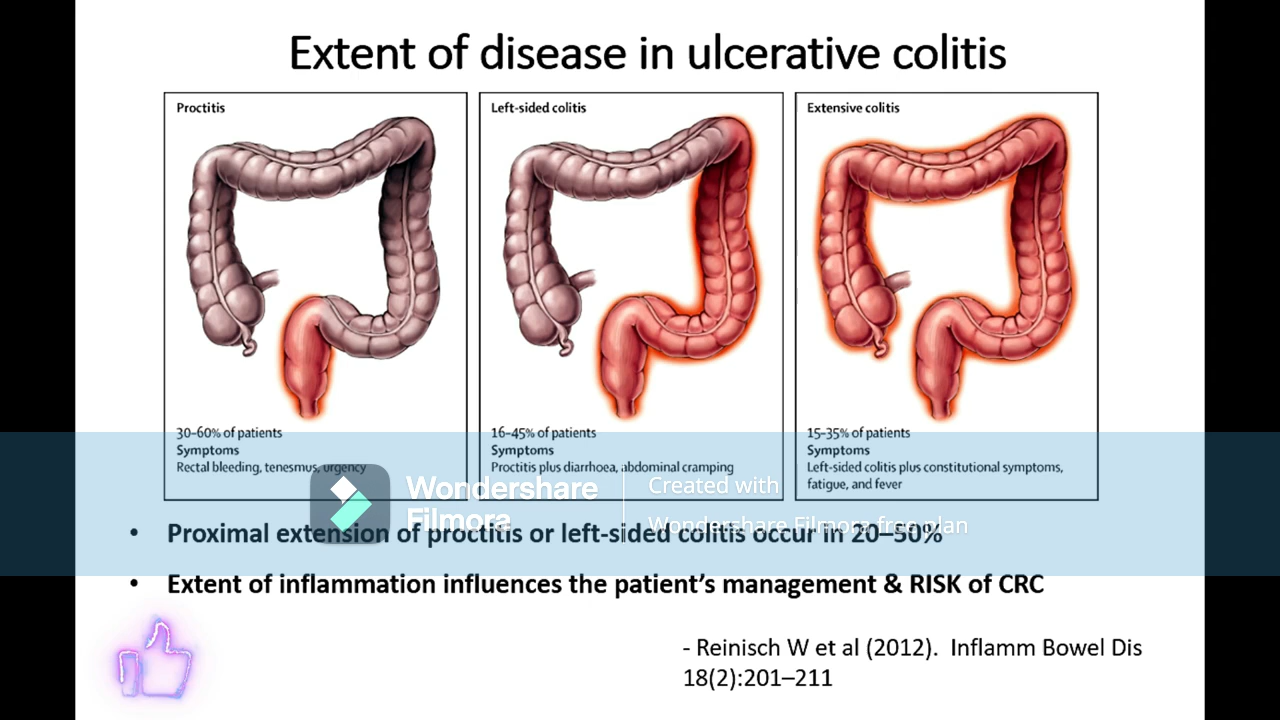 Extent of disease in ulcerative colitis
Proctitis
30-60% of patients
Symptoms
Rectal bleeding, tenesmus, urgency
Left-sided colitis
16-45% of patients
Symptoms
Proctitis plus diarrhoea, abdominal cramping
Extensive colitis
15-35% of patients
Symptoms
Left-sided colitis plus constitutional symptoms,
fatigue, and fever
Wondershare
Filmora
Created with
Wondershare Filmora free plan
• Proximal extension of proctitis or left-sided colitis occur in 20–50%
• Extent of inflammation influences the patient’s management & RISK of CRC
- Reinisch W et al (2012). Inflamm Bowel Dis
18(2):201–211